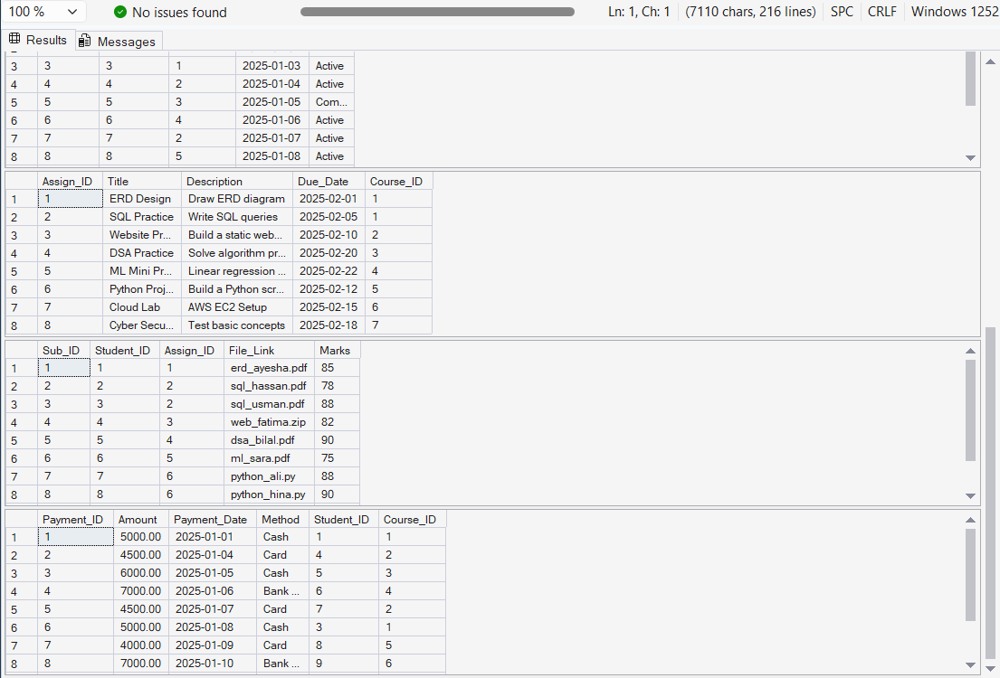 100 % No issues found Ln: 1, Ch: 1 (7110 chars, 216 lines) SPC CRLF Windows 1252
Results Messages
3 3 3 1 2025-01-03 Active
4 4 4 2 2025-01-04 Active
5 5 5 3 2025-01-05 Com...
6 6 6 4 2025-01-06 Active
7 7 7 2 2025-01-07 Active
8 8 8 5 2025-01-08 Active
Assign_ID Title Description Due_Date Course_ID
1 1 ERD Design Draw ERD diagram 2025-02-01 1
2 2 SQL Practice Write SQL queries 2025-02-05 1
3 3 Website Pr... Build a static web... 2025-02-10 2
4 4 DSA Practice Solve algorithm pr... 2025-02-20 3
5 5 ML Mini Pr... Linear regression ... 2025-02-22 4
6 6 Python Proj... Build a Python scr... 2025-02-12 5
7 7 Cloud Lab AWS EC2 Setup 2025-02-15 6
8 8 Cyber Secu... Test basic concepts 2025-02-18 7
Sub_ID Student_ID Assign_ID File_Link Marks
1 1 1 1 erd_ayesha.pdf 85
2 2 2 2 sql_hassan.pdf 78
3 3 3 2 sql_usman.pdf 88
4 4 4 3 web_fatima.zip 82
5 5 5 4 dsa_bilal.pdf 90
6 6 6 5 ml_sara.pdf 75
7 7 7 6 python_ali.py 88
8 8 8 6 python_hina.py 90
Payment_ID Amount Payment_Date Method Student_ID Course_ID
1 1 5000.00 2025-01-01 Cash 1 1
2 2 4500.00 2025-01-04 Card 4 2
3 3 6000.00 2025-01-05 Cash 5 3
4 4 7000.00 2025-01-06 Bank ... 6 4
5 5 4500.00 2025-01-07 Card 7 2
6 6 5000.00 2025-01-08 Cash 3 1
7 7 4000.00 2025-01-09 Card 8 5
8 8 7000.00 2025-01-10 Bank ... 9 6